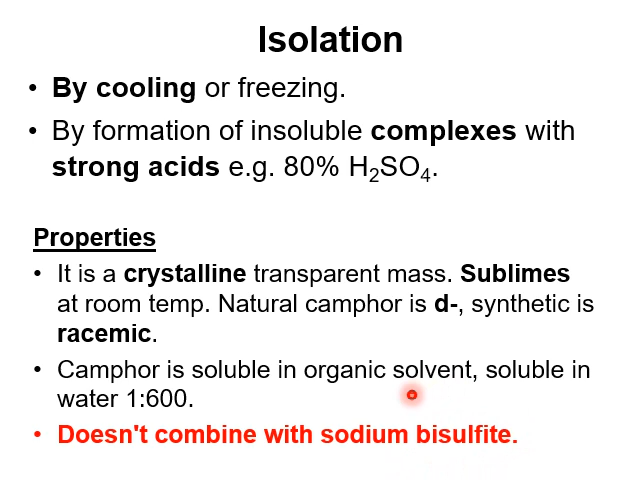 Isolation
• By cooling or freezing.
• By formation of insoluble complexes with
strong acids e.g. 80% H₂SO₄.
Properties
• It is a crystalline transparent mass. Sublimes
at room temp. Natural camphor is d-, synthetic is
racemic.
• Camphor is soluble in organic solvent, soluble in
water 1:600.
• Doesn't combine with sodium bisulfite.